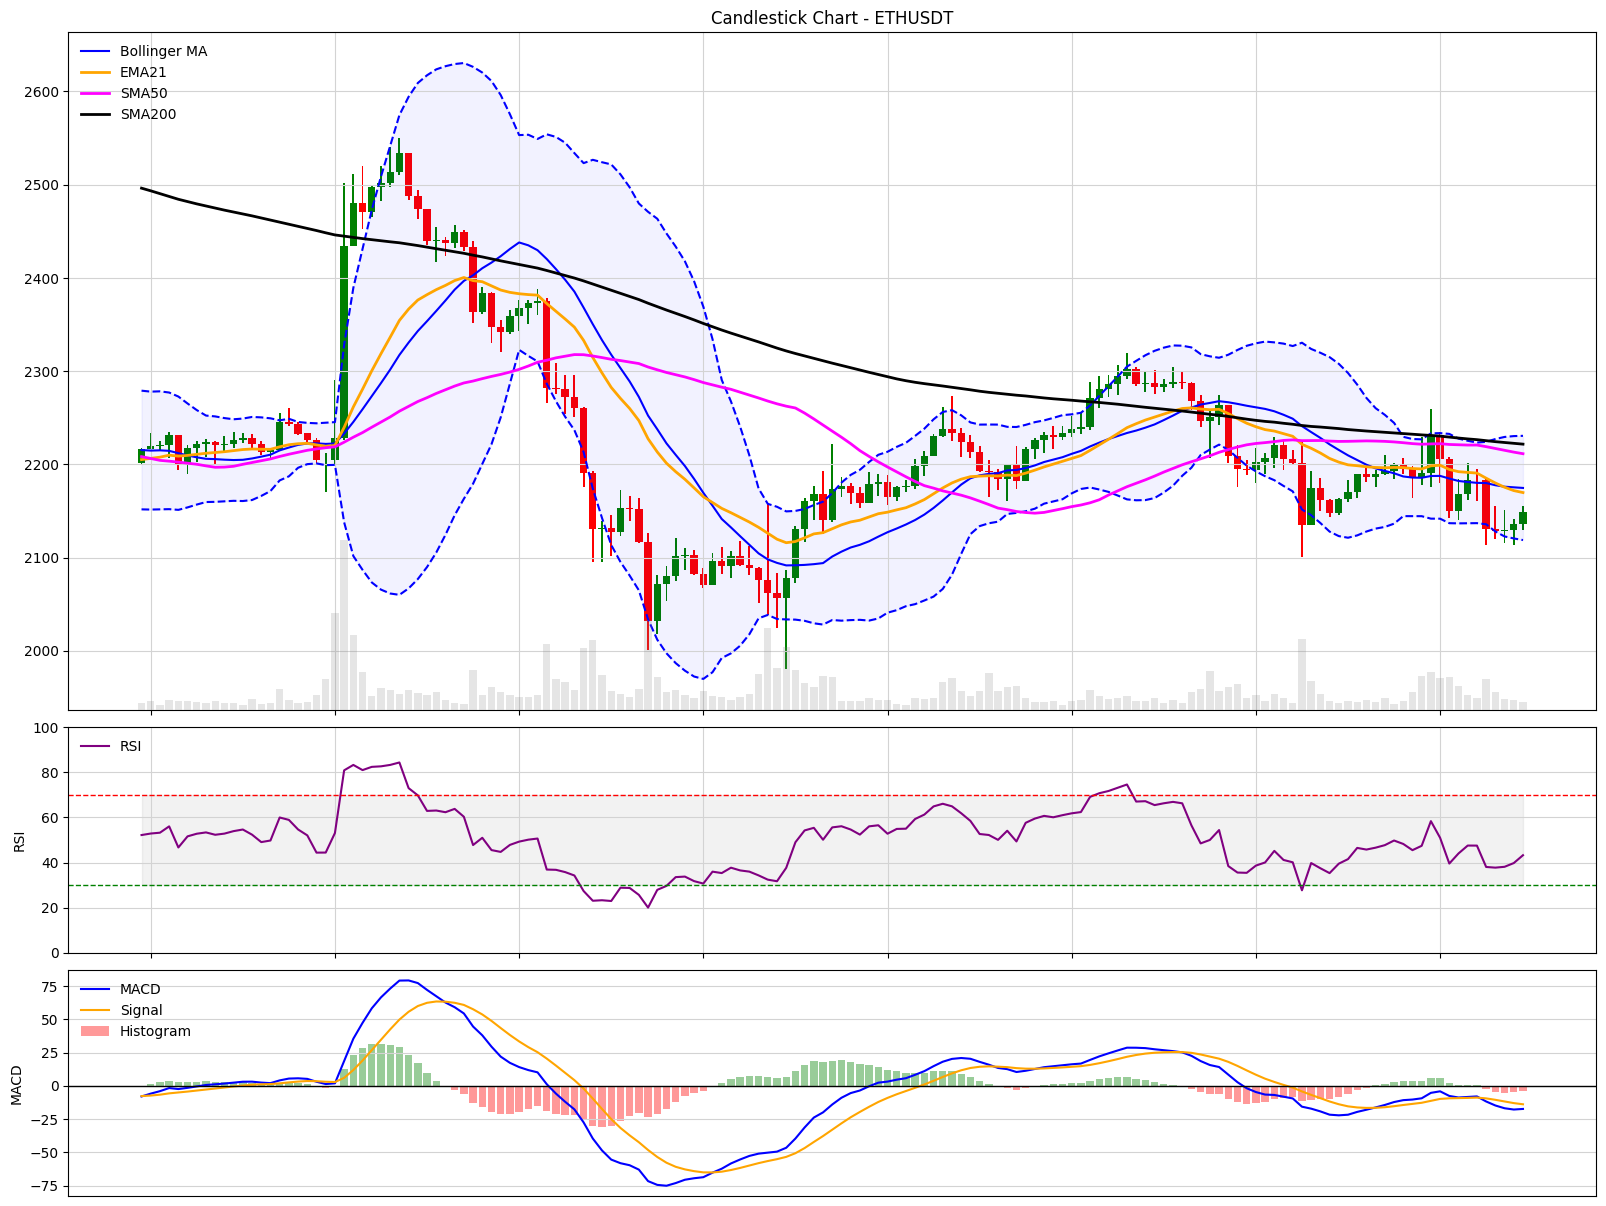 Candlestick Chart - ETHUSDT
Bollinger MA
EMA21
SMA50
SMA200
2600
2500
2400
2300
2200
2100
2000
RSI
100
80
60
40
20
0
RSI
MACD
Signal
Histogram
75
50
25
0
−25
−50
−75
MACD